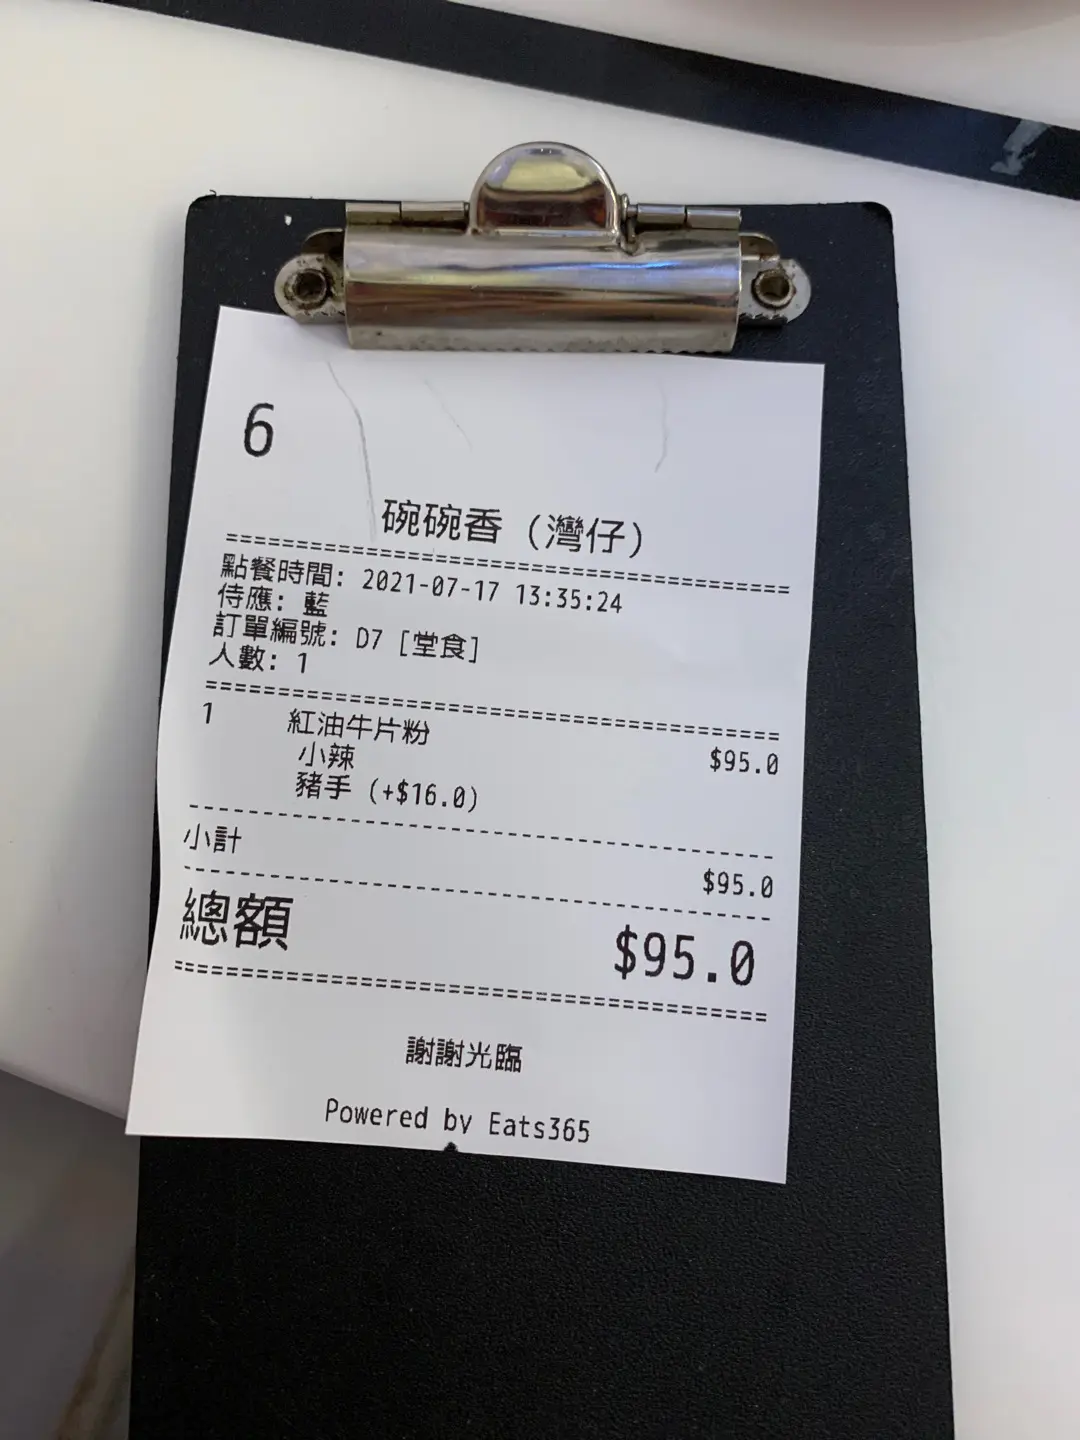 6
碗碗香 (灣仔)
點餐時間: 2021-07-17 13:35:24
侍應: 藍
訂單編號: D7 [堂食]
人數: 1
1 紅油牛片粉 $95.0
小辣
豬手 (+$16.0)
小計 $95.0
總額 $95.0
謝謝光臨
Powered by Eats365